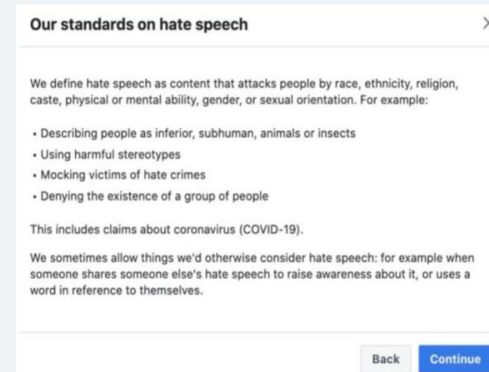 Our standards on hate speech
We define hate speech as content that attacks people by race, ethnicity, religion,
caste, physical or mental ability, gender, or sexual orientation. For example:
• Describing people as inferior, subhuman, animals or insects
• Using harmful stereotypes
• Mocking victims of hate crimes
• Denying the existence of a group of people
This includes claims about coronavirus (COVID-19).
We sometimes allow things we'd otherwise consider hate speech: for example when
someone shares someone else's hate speech to raise awareness about it, or uses a
word in reference to themselves.
Back Continue